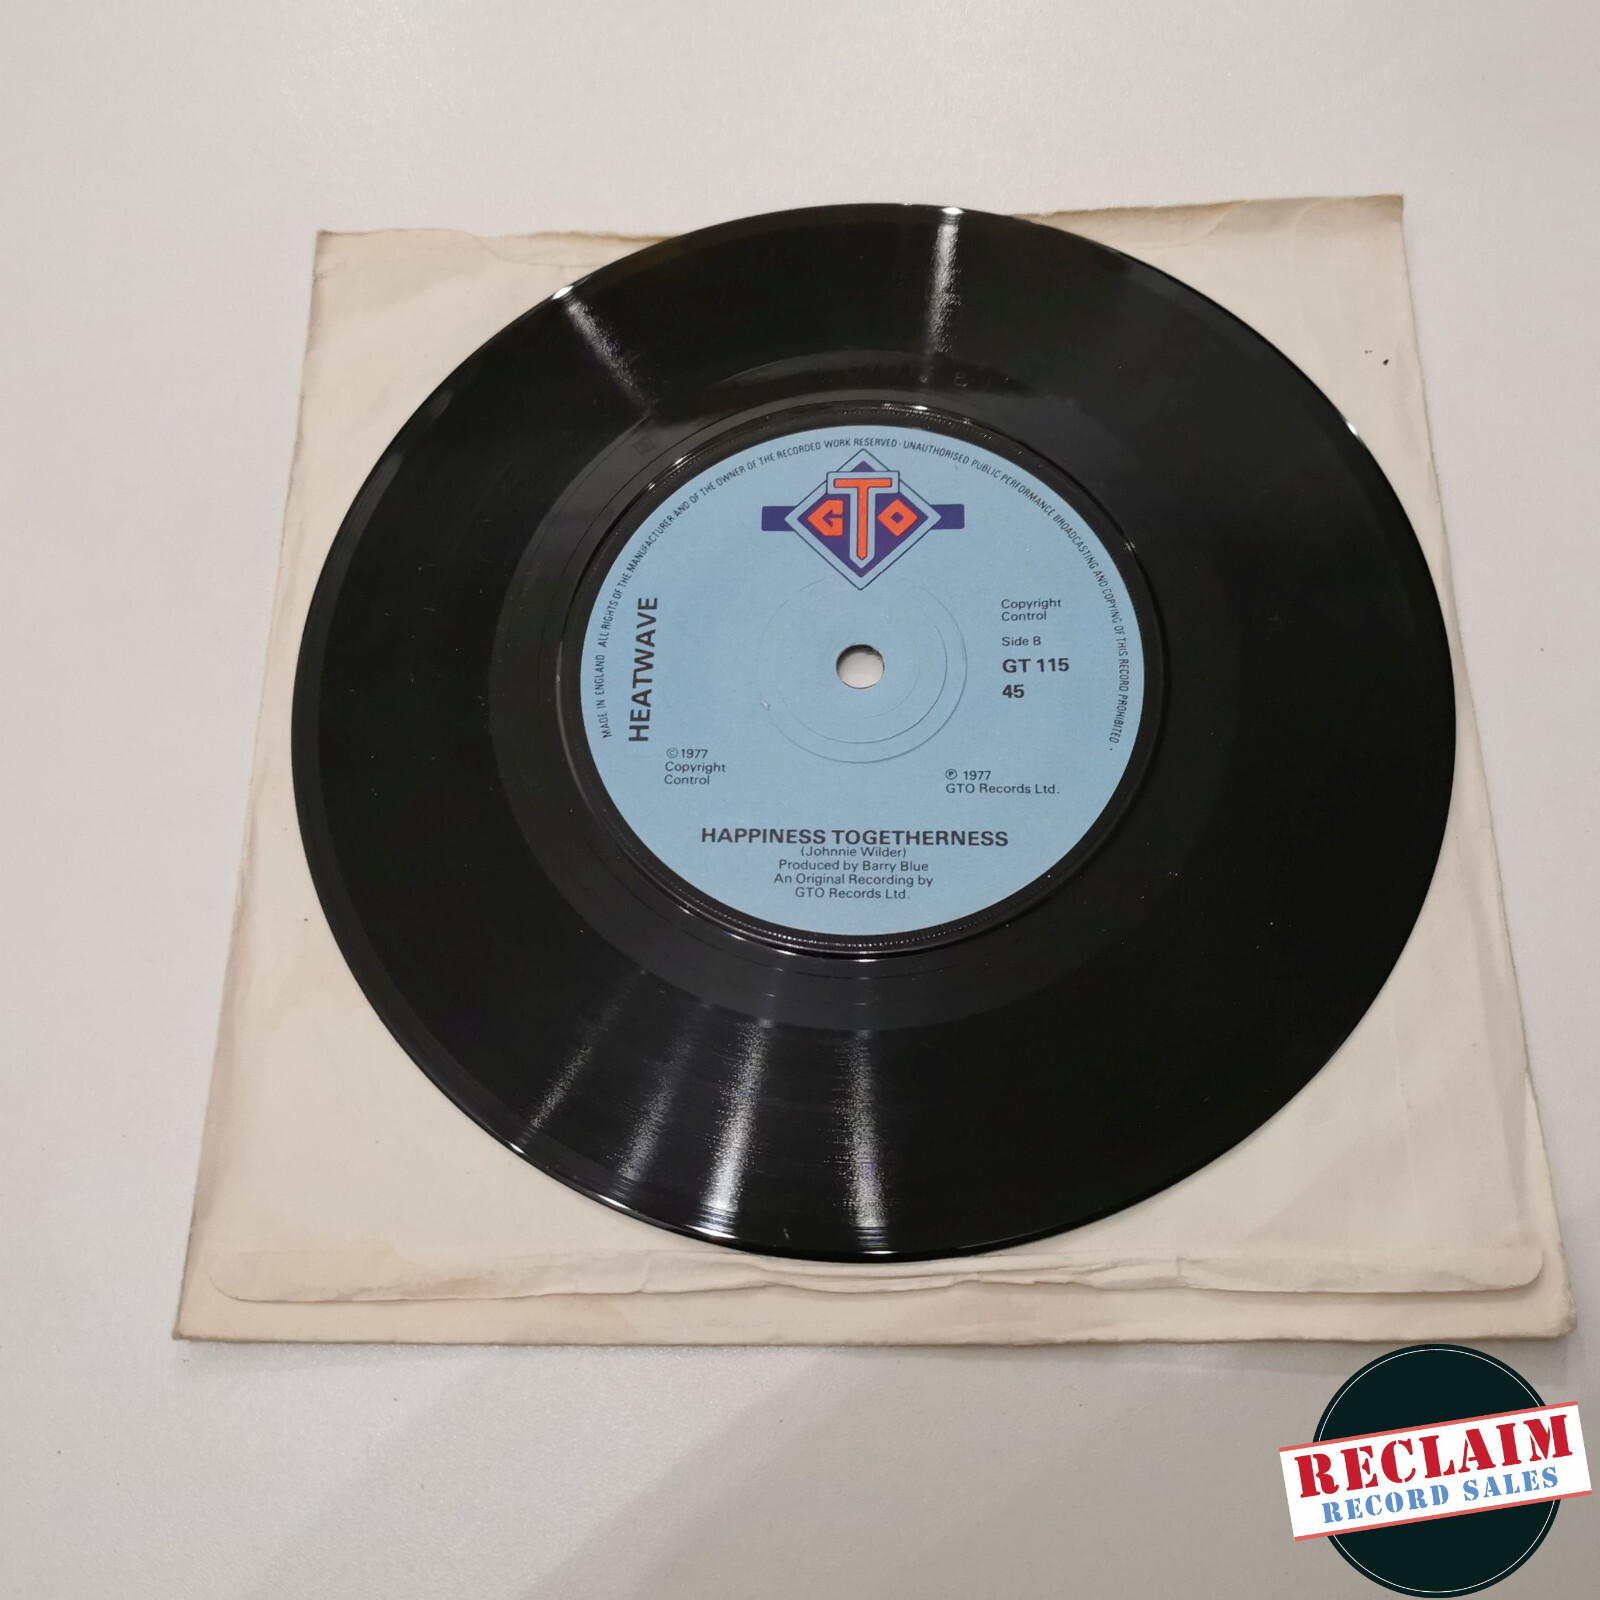 MADE IN ENGLAND ALL RIGHTS OF THE MANUFACTURER AND OF THE OWNER OF THE RECORDED WORK RESERVED · UNAUTHORISED PUBLIC PERFORMANCE BROADCASTING AND COPYING OF THIS RECORD PROHIBITED ·
GTO
HEATWAVE
Copyright
Control
Side B
GT 115
45
©1977
Copyright
Control
℗ 1977
GTO Records Ltd.
HAPPINESS TOGETHERNESS
(Johnnie Wilder)
Produced by Barry Blue
An Original Recording by
GTO Records Ltd.
RECLAIM
RECORD SALES